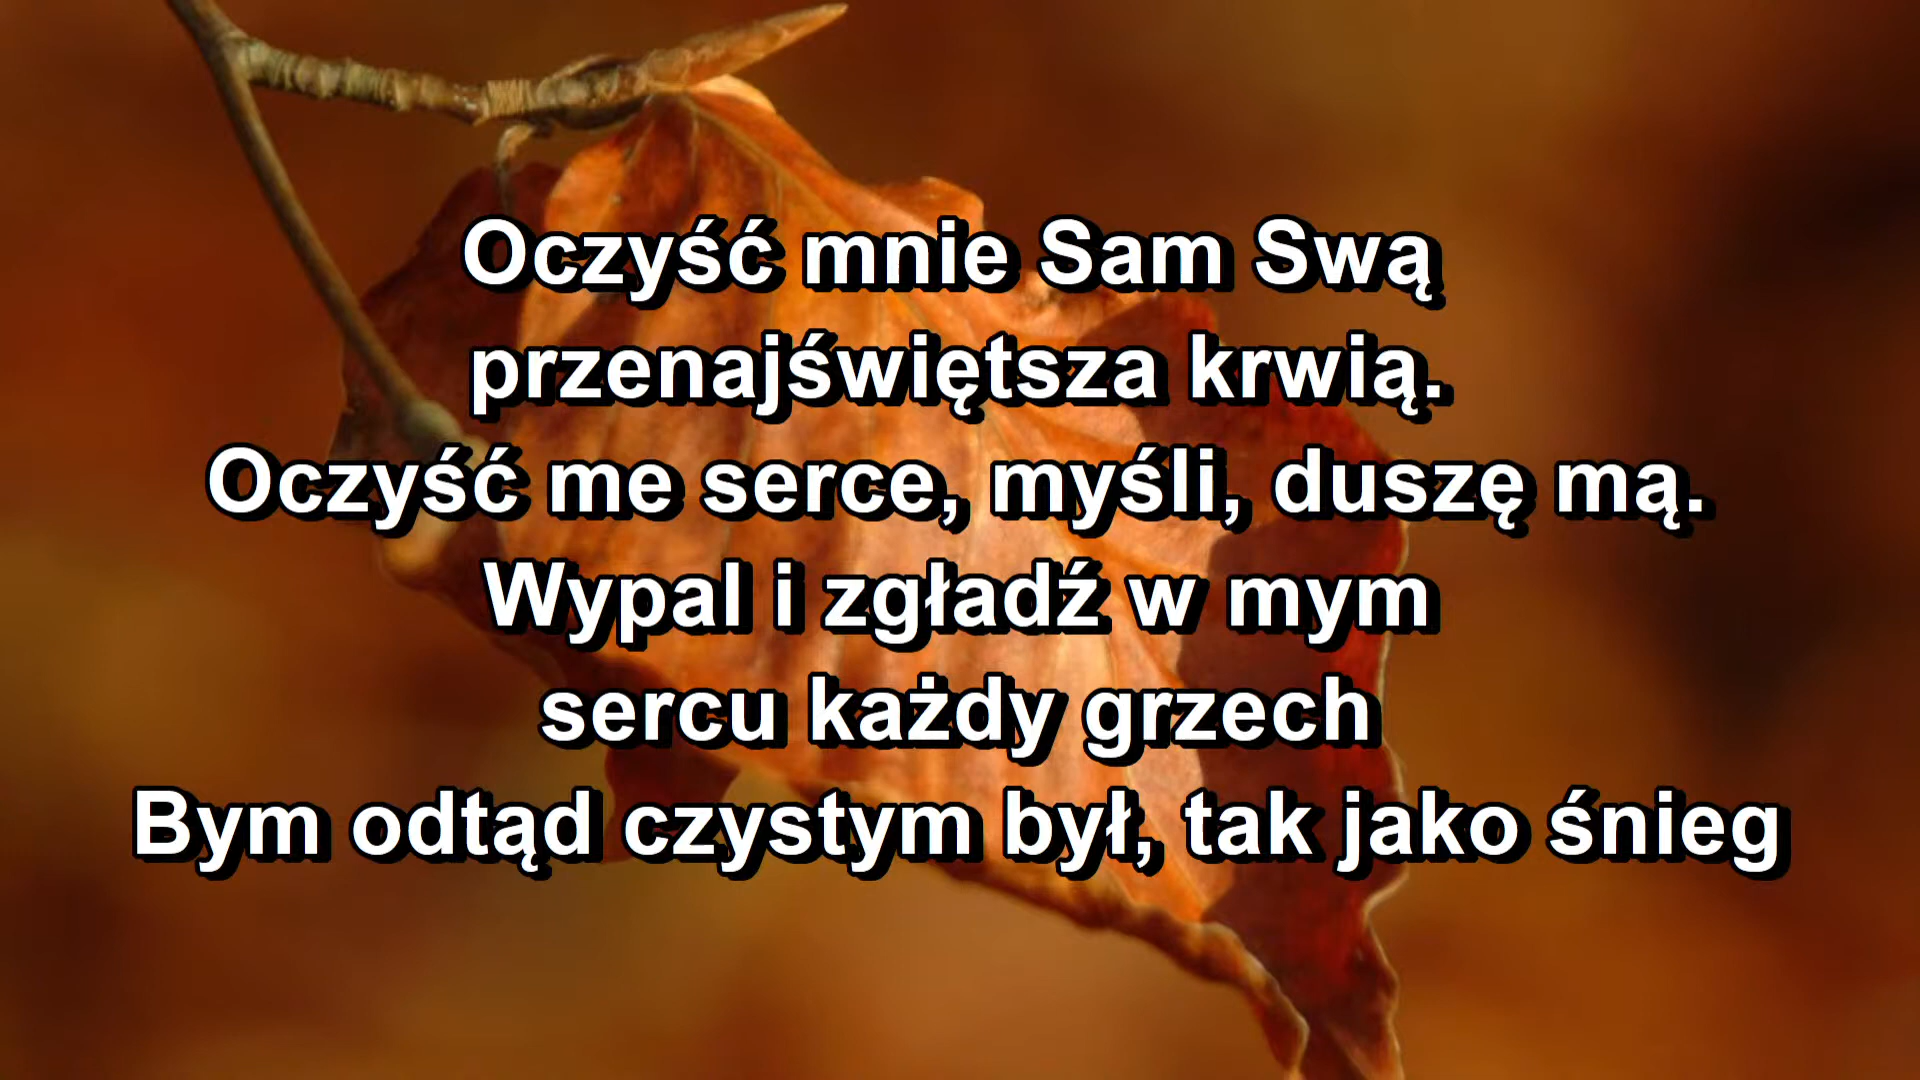 Oczyść mnie Sam Swą
przenajświętsza krwią.
Oczyść me serce, myśli, duszę mą.
Wypal i zgładź w mym
sercu każdy grzech
Bym odtąd czystym był, tak jako śnieg